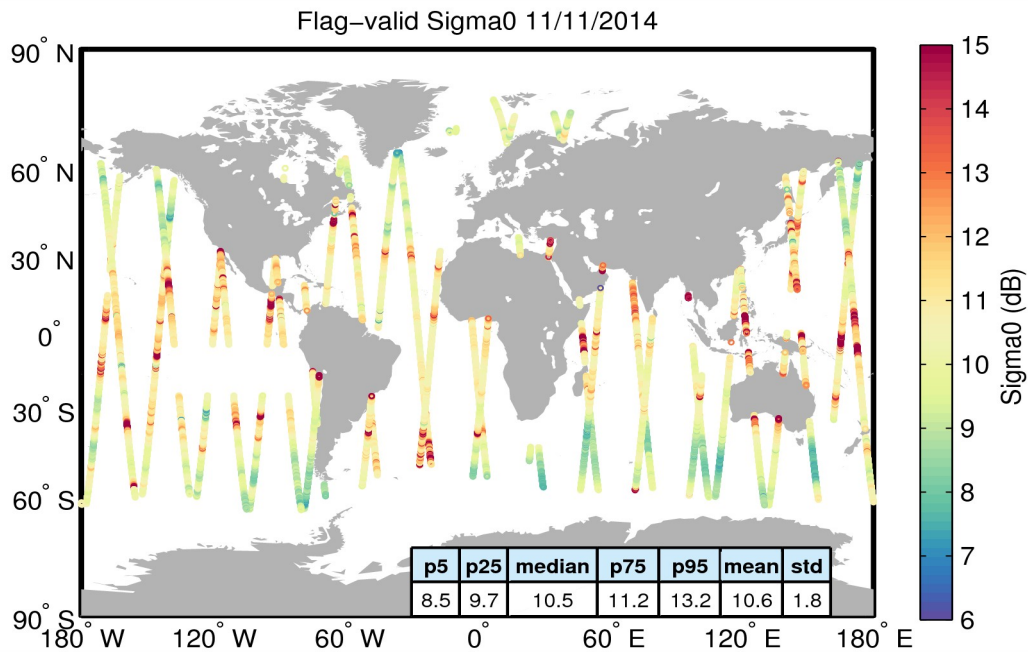 Flag−valid Sigma0 11/11/2014
90° N
60° N
30° N
0°
30° S
60° S
90° S
180° W
120° W
60° W
0°
60° E
120° E
180° E
15
14
13
12
11
10
9
8
7
6
Sigma0 (dB)
p5 p25 median p75 p95 mean std
8.5 9.7 10.5 11.2 13.2 10.6 1.8